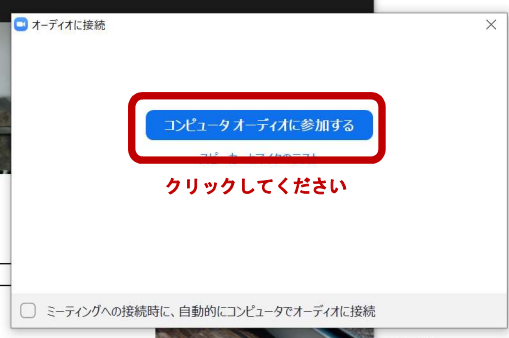 オーディオに接続
コンピュータ オーディオに参加する
クリックしてください
ミーティングへの接続時に、自動的にコンピュータでオーディオに接続